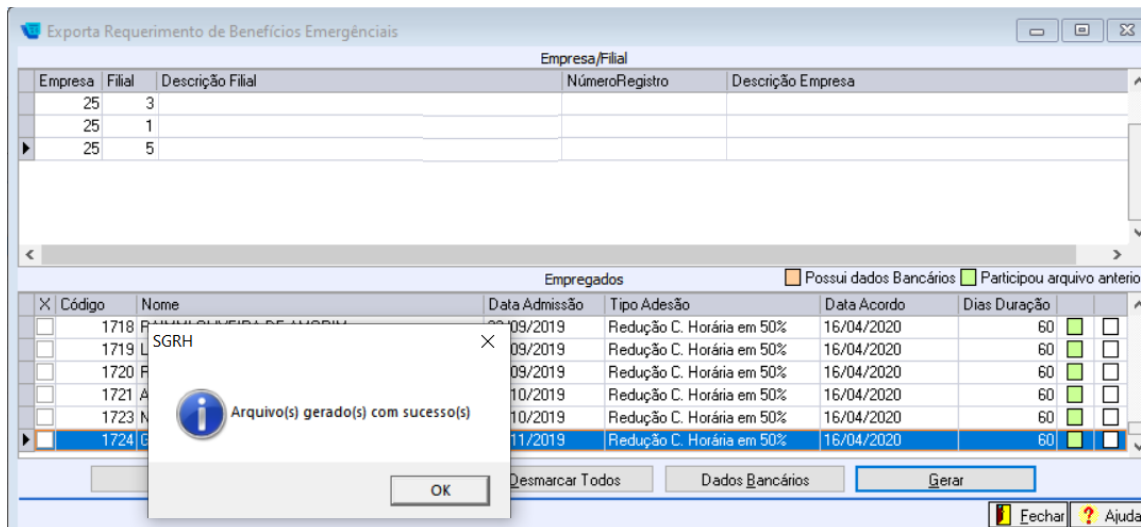 Exporta Requerimento de Benefícios Emergênciais
Empresa/Filial
Empresa Filial Descrição Filial NúmeroRegistro Descrição Empresa
25 3
25 1
25 5
Empregados Possui dados Bancários Participou arquivo anterio
X Código Nome Data Admissão Tipo Adesão Data Acordo Dias Duração
1718 OLIVEIRA DE AMORIM /09/2019 Redução C. Horária em 50% 16/04/2020 60
1719 L /09/2019 Redução C. Horária em 50% 16/04/2020 60
1720 /09/2019 Redução C. Horária em 50% 16/04/2020 60
1721 A /10/2019 Redução C. Horária em 50% 16/04/2020 60
1723 N /10/2019 Redução C. Horária em 50% 16/04/2020 60
1724 G /11/2019 Redução C. Horária em 50% 16/04/2020 60
SGRH
Arquivo(s) gerado(s) com sucesso(s)
OK
Desmarcar Todos Dados Bancários Gerar
Fechar Ajuda